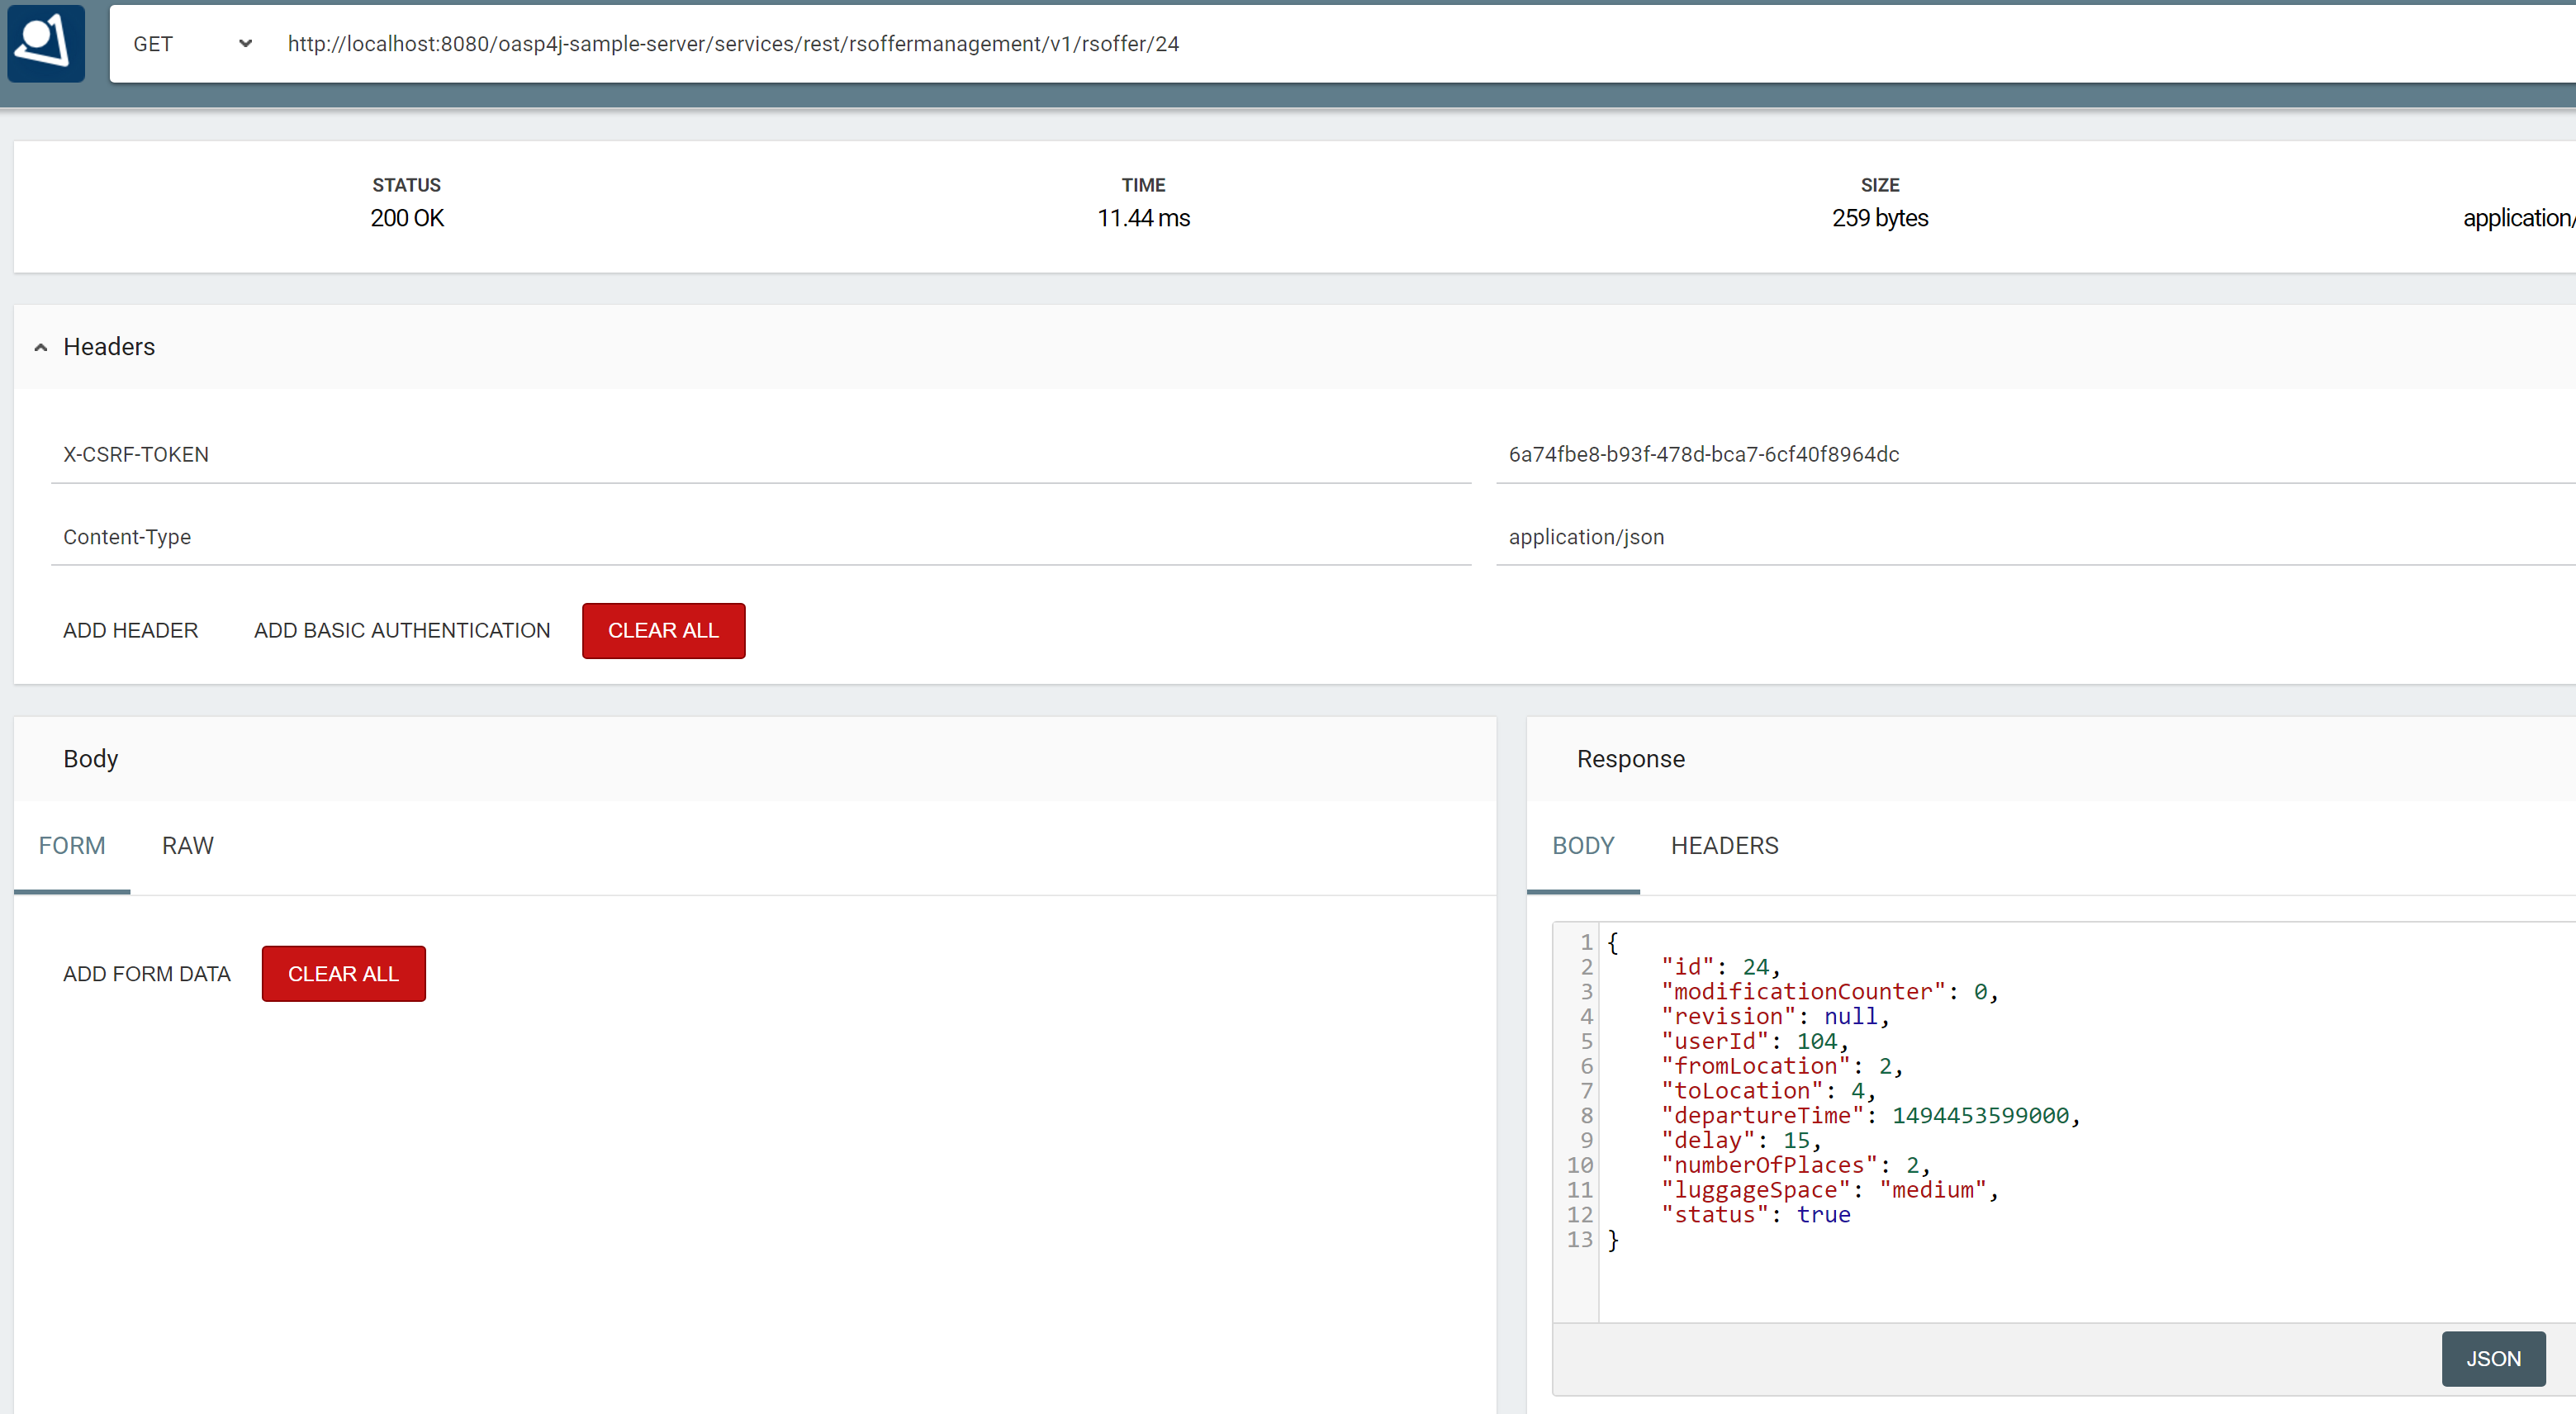 GET http://localhost:8080/oasp4j-sample-server/services/rest/rsoffermanagement/v1/rsoffer/24
STATUS TIME SIZE
200 OK 11.44 ms 259 bytes application/
Headers
X-CSRF-TOKEN 6a74fbe8-b93f-478d-bca7-6cf40f8964dc
Content-Type application/json
ADD HEADER ADD BASIC AUTHENTICATION CLEAR ALL
Body
FORM RAW
ADD FORM DATA CLEAR ALL
Response
BODY HEADERS
1 {
2 "id": 24,
3 "modificationCounter": 0,
4 "revision": null,
5 "userId": 104,
6 "fromLocation": 2,
7 "toLocation": 4,
8 "departureTime": 1494453599000,
9 "delay": 15,
10 "numberOfPlaces": 2,
11 "luggageSpace": "medium",
12 "status": true
13 }
JSON